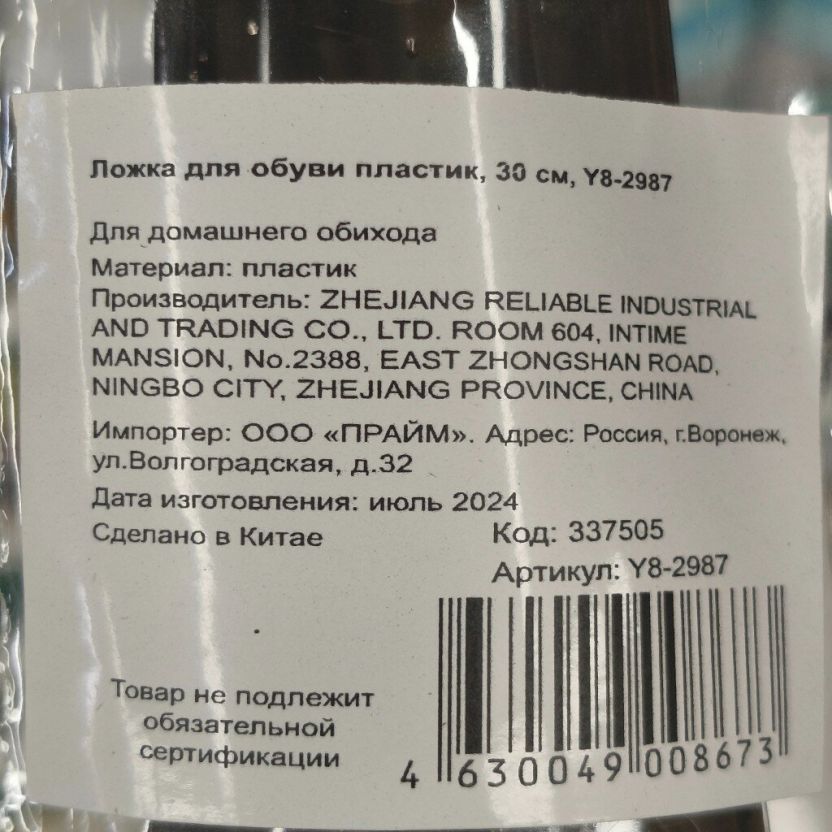 Ложка для обуви пластик, 30 см, Y8-2987
Для домашнего обихода
Материал: пластик
Производитель: ZHEJIANG RELIABLE INDUSTRIAL
AND TRADING CO., LTD. ROOM 604, INTIME
MANSION, No.2388, EAST ZHONGSHAN ROAD,
NINGBO CITY, ZHEJIANG PROVINCE, CHINA
Импортер: ООО «ПРАЙМ». Адрес: Россия, г.Воронеж,
ул.Волгоградская, д.32
Дата изготовления: июль 2024
Сделано в Китае
Код: 337505
Артикул: Y8-2987
Товар не подлежит
обязательной
сертификации
4 630049 008673